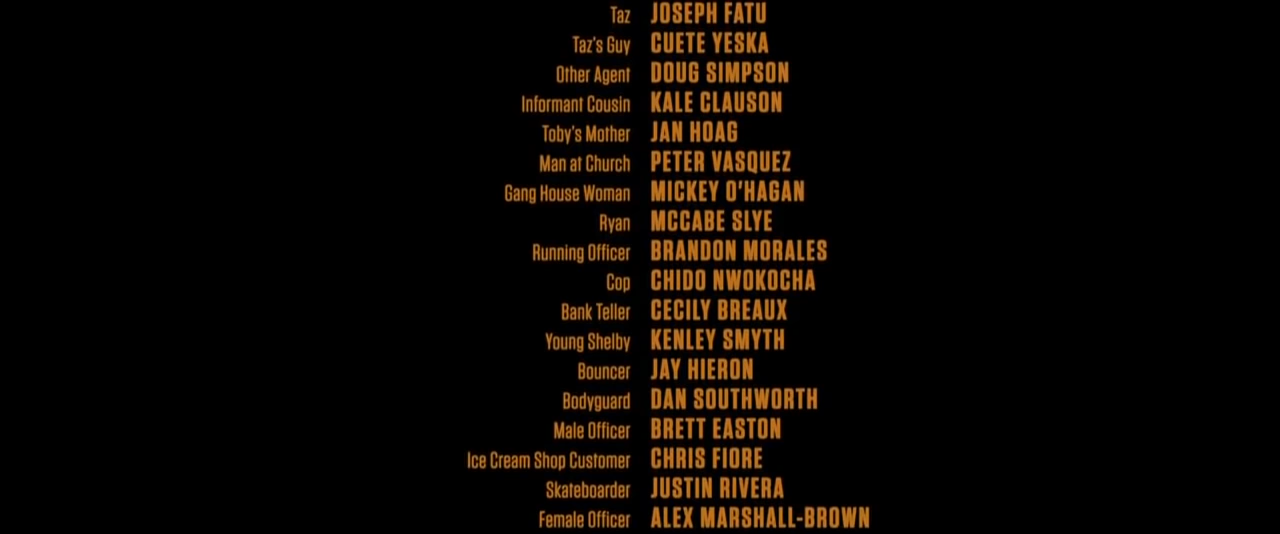 Taz JOSEPH FATU
Taz's Guy CUETE YESKA
Other Agent DOUG SIMPSON
Informant Cousin KALE CLAUSON
Toby's Mother JAN HOAG
Man at Church PETER VASQUEZ
Gang House Woman MICKEY O'HAGAN
Ryan MCCABE SLYE
Running Officer BRANDON MORALES
Cop CHIDO NWOKOCHA
Bank Teller CECILY BREAUX
Young Shelby KENLEY SMYTH
Bouncer JAY HIERON
Bodyguard DAN SOUTHWORTH
Male Officer BRETT EASTON
Ice Cream Shop Customer CHRIS FIORE
Skateboarder JUSTIN RIVERA
Female Officer ALEX MARSHALL-BROWN